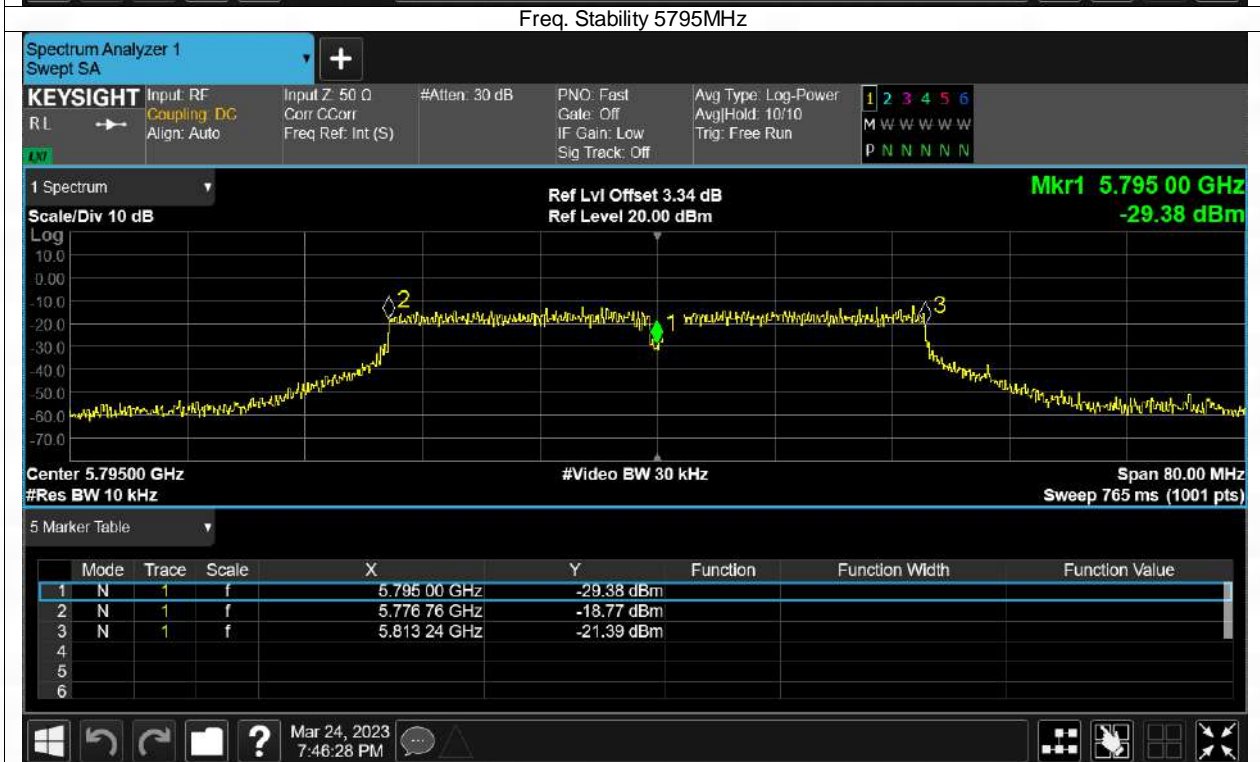 Freq. Stability 5795MHz
Spectrum Analyzer 1
Swept SA
+
KEYSIGHT Input: RF Input Z: 50 Ω #Atten: 30 dB PNO: Fast Avg Type: Log-Power 1 2 3 4 5 6
RL Coupling: DC Corr CCorr Gate: Off Avg|Hold: 10/10 M W W W W W
Align: Auto Freq Ref: Int (S) IF Gain: Low Trig: Free Run P N N N N N
LXI Sig Track: Off
1 Spectrum Ref Lvl Offset 3.34 dB Mkr1 5.795 00 GHz
Scale/Div 10 dB Ref Level 20.00 dBm -29.38 dBm
Log
10.0
0.00
-10.0
-20.0
-30.0
-40.0
-50.0
-60.0
-70.0
2
1
3
Center 5.79500 GHz #Video BW 30 kHz Span 80.00 MHz
#Res BW 10 kHz Sweep 765 ms (1001 pts)
5 Marker Table
Mode Trace Scale X Y Function Function Width Function Value
1 N 1 f 5.795 00 GHz -29.38 dBm
2 N 1 f 5.776 76 GHz -18.77 dBm
3 N 1 f 5.813 24 GHz -21.39 dBm
4
5
6
? Mar 24, 2023
7:46:28 PM